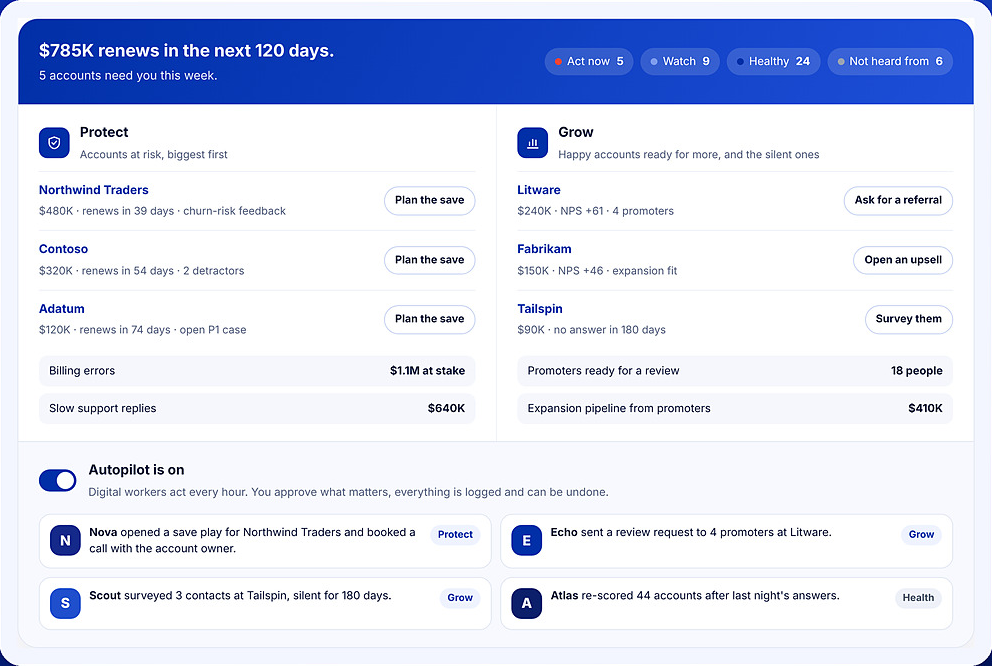 $785K renews in the next 120 days.
5 accounts need you this week.
Act now 5
Watch 9
Healthy 24
Not heard from 6
Protect
Accounts at risk, biggest first
Northwind Traders
$480K · renews in 39 days · churn-risk feedback
Plan the save
Contoso
$320K · renews in 54 days · 2 detractors
Plan the save
Adatum
$120K · renews in 74 days · open P1 case
Plan the save
Billing errors
$1.1M at stake
Slow support replies
$640K
Grow
Happy accounts ready for more, and the silent ones
Litware
$240K · NPS +61 · 4 promoters
Ask for a referral
Fabrikam
$150K · NPS +46 · expansion fit
Open an upsell
Tailspin
$90K · no answer in 180 days
Survey them
Promoters ready for a review
18 people
Expansion pipeline from promoters
$410K
Autopilot is on
Digital workers act every hour. You approve what matters, everything is logged and can be undone.
N
Nova opened a save play for Northwind Traders and booked a
call with the account owner.
Protect
E
Echo sent a review request to 4 promoters at Litware.
Grow
S
Scout surveyed 3 contacts at Tailspin, silent for 180 days.
Grow
A
Atlas re-scored 44 accounts after last night's answers.
Health